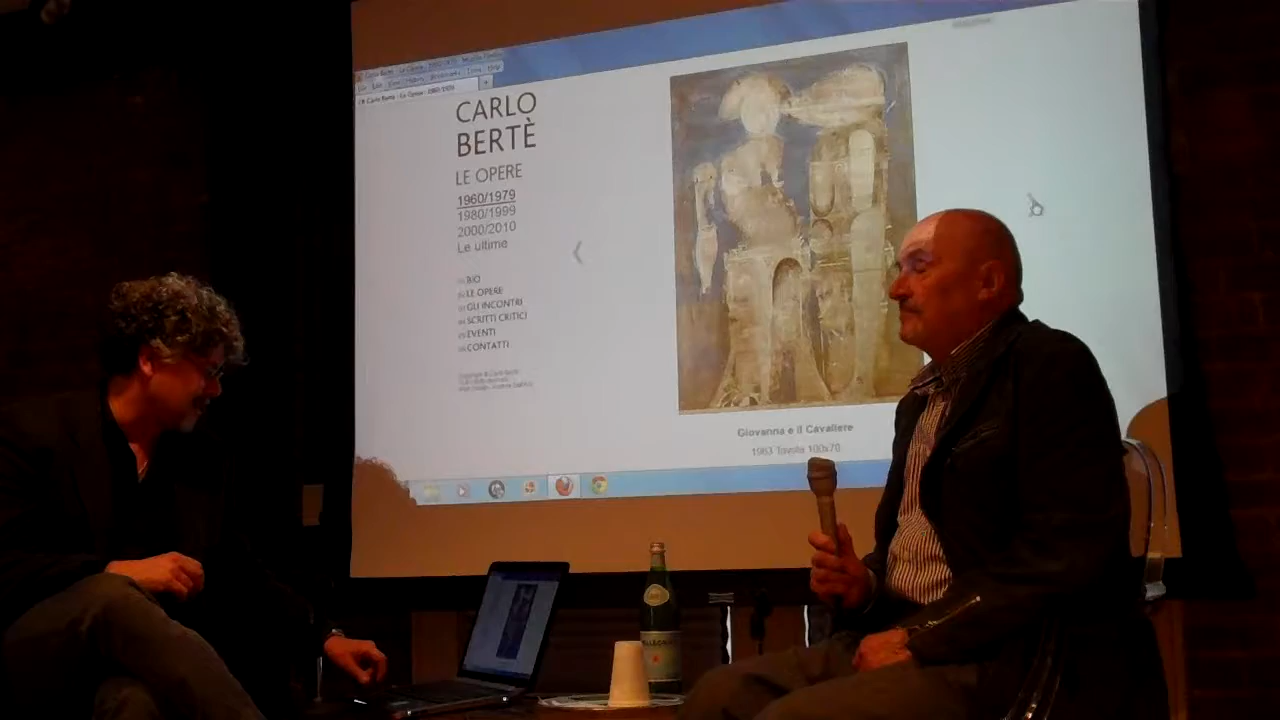 CARLO
BERTÈ
LE OPERE
1960/1979
1980/1999
2000/2010
Le ultime
BIO
LE OPERE
GLI INCONTRI
SCRITTI CRITICI
EVENTI
CONTATTI
Giovanna e il Cavaliere
1963 Tavola 100x70